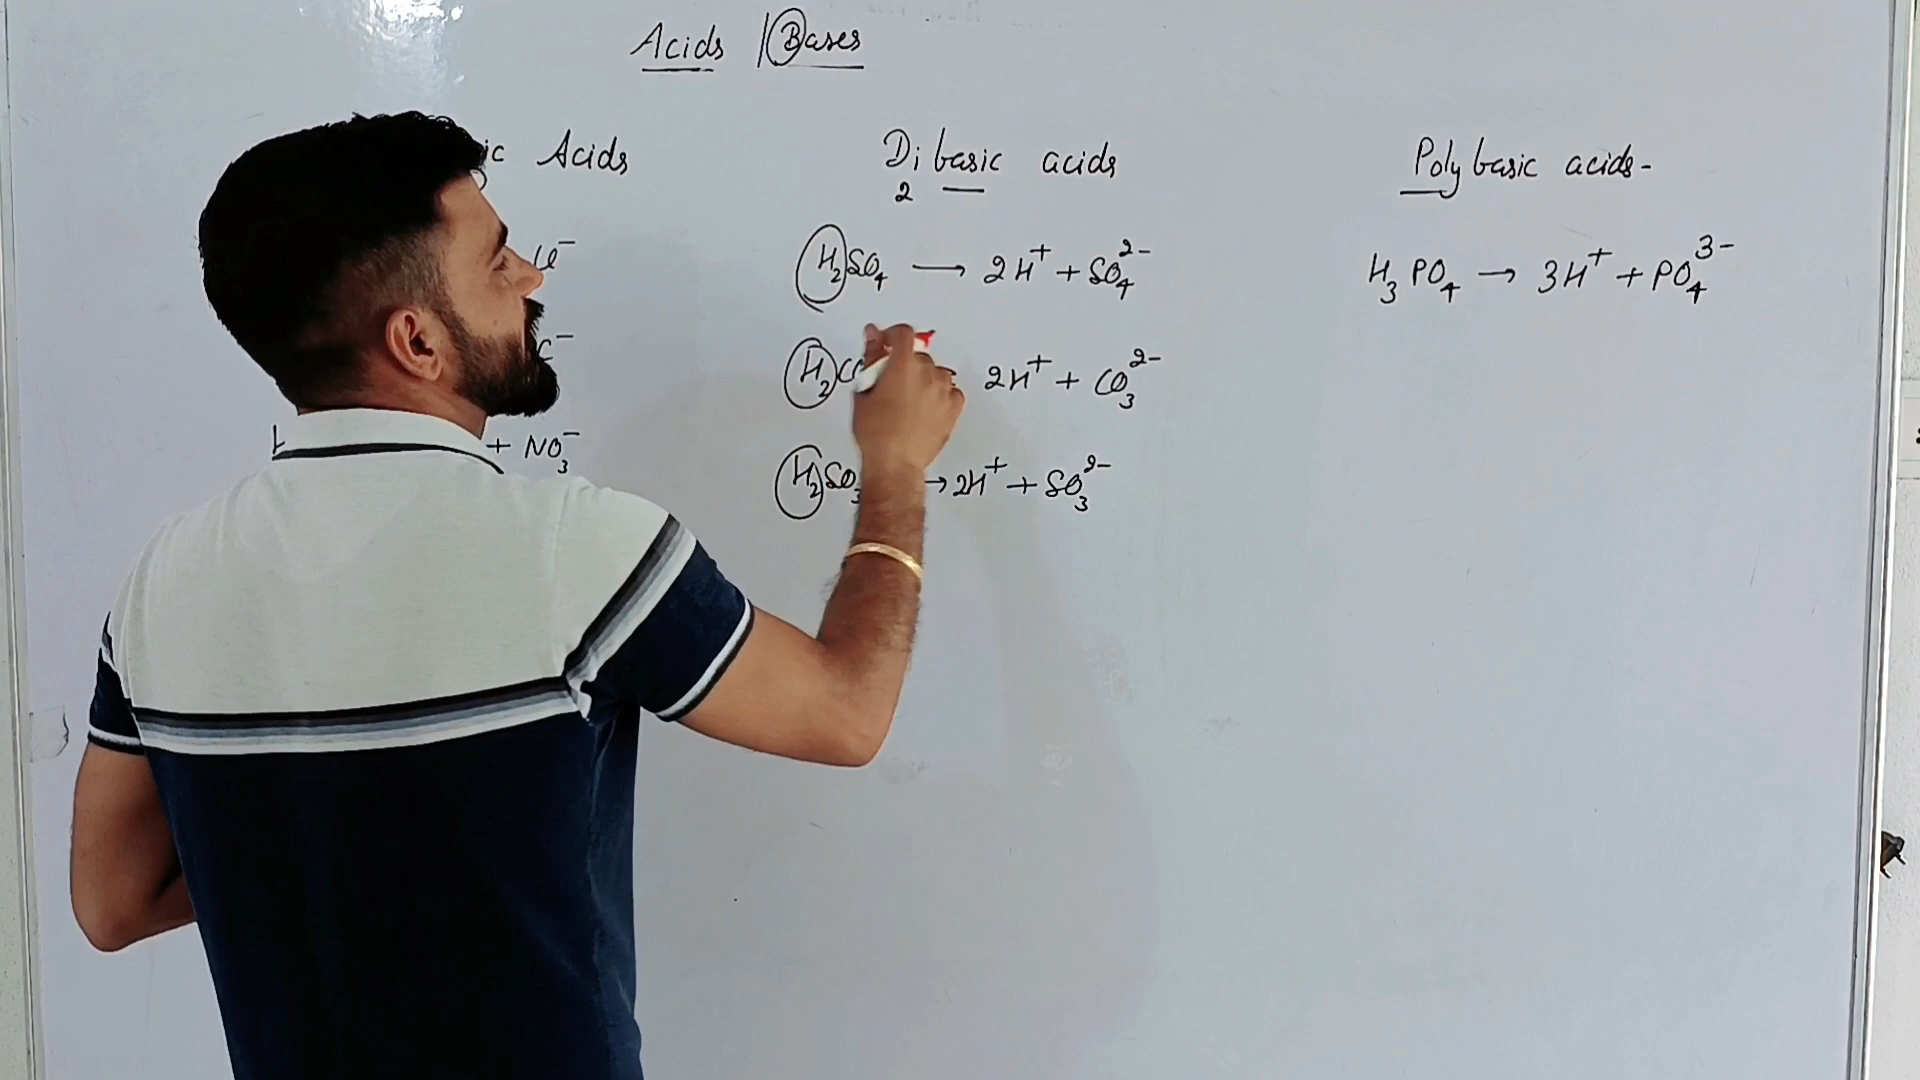 Acids | Bases
ic Acids
Cl⁻
c⁻
+ NO₃⁻
Dibasic acids
2
H₂SO₄ → 2H⁺ + SO₄²⁻
H₂C 2H⁺ + CO₃²⁻
H₂SO₃ → 2H⁺ + SO₃²⁻
Polybasic acids-
H₃PO₄ → 3H⁺ + PO₄³⁻